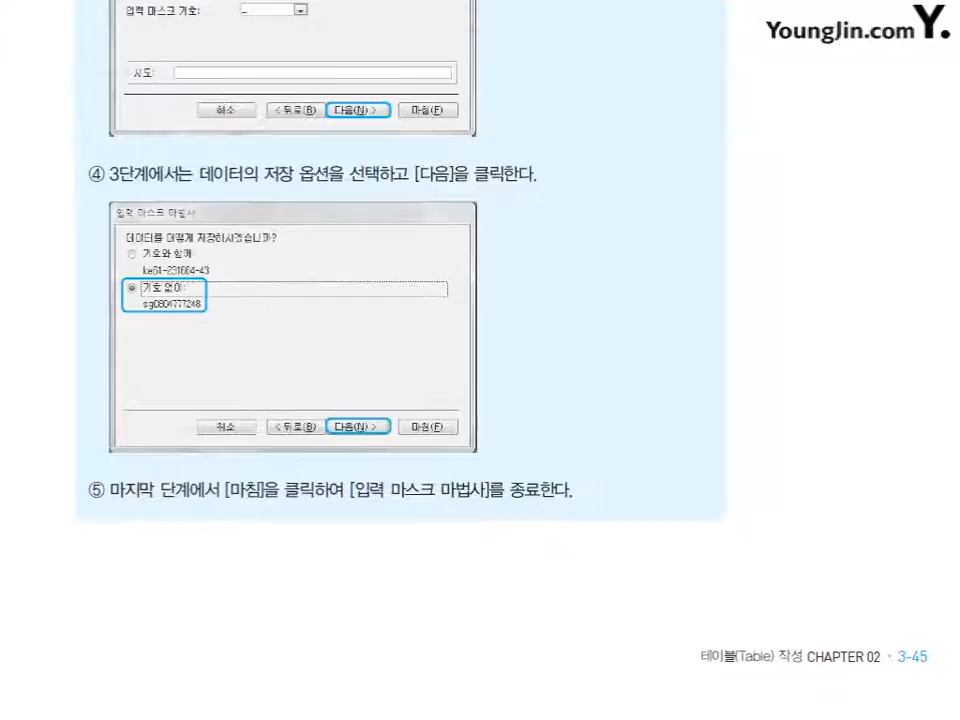 입력 마스크 기호:
YoungJin.com Y.
시도:
취소 < 뒤로(B) 다음(N) > 마침(F)
④ 3단계에서는 데이터의 저장 옵션을 선택하고 [다음]을 클릭한다.
입력 마스크 마법사
데이터를 어떻게 저장하시겠습니까?
기호와 함께:
기호 없이:
취소 < 뒤로(B) 다음(N) > 마침(F)
⑤ 마지막 단계에서 [마침]을 클릭하여 [입력 마스크 마법사]를 종료한다.
테이블(Table) 작성 CHAPTER 02 • 3-45